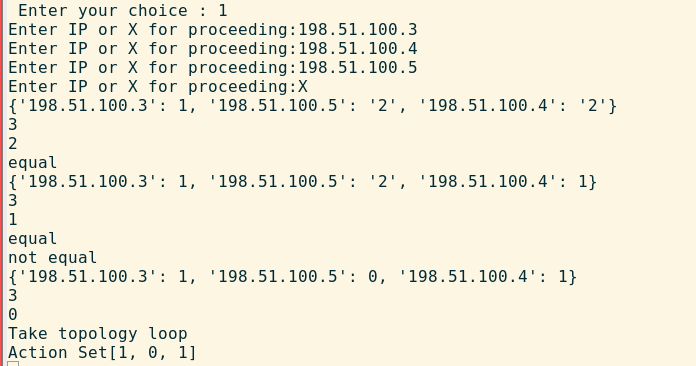 Enter your choice : 1
Enter IP or X for proceeding:198.51.100.3
Enter IP or X for proceeding:198.51.100.4
Enter IP or X for proceeding:198.51.100.5
Enter IP or X for proceeding:X
{'198.51.100.3': 1, '198.51.100.5': '2', '198.51.100.4': '2'}
3
2
equal
{'198.51.100.3': 1, '198.51.100.5': '2', '198.51.100.4': 1}
3
1
equal
not equal
{'198.51.100.3': 1, '198.51.100.5': 0, '198.51.100.4': 1}
3
0
Take topology loop
Action Set[1, 0, 1]